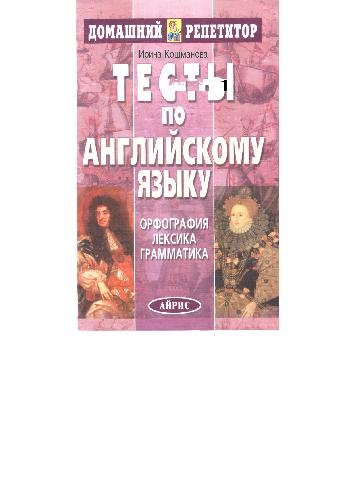 ДОМАШНИЙ РЕПЕТИТОР
Ирина Кошманова
ТЕСТЫ
ПО
АНГЛИЙСКОМУ
ЯЗЫКУ
ОРФОГРАФИЯ
ЛЕКСИКА
ГРАММАТИКА
АЙРИС